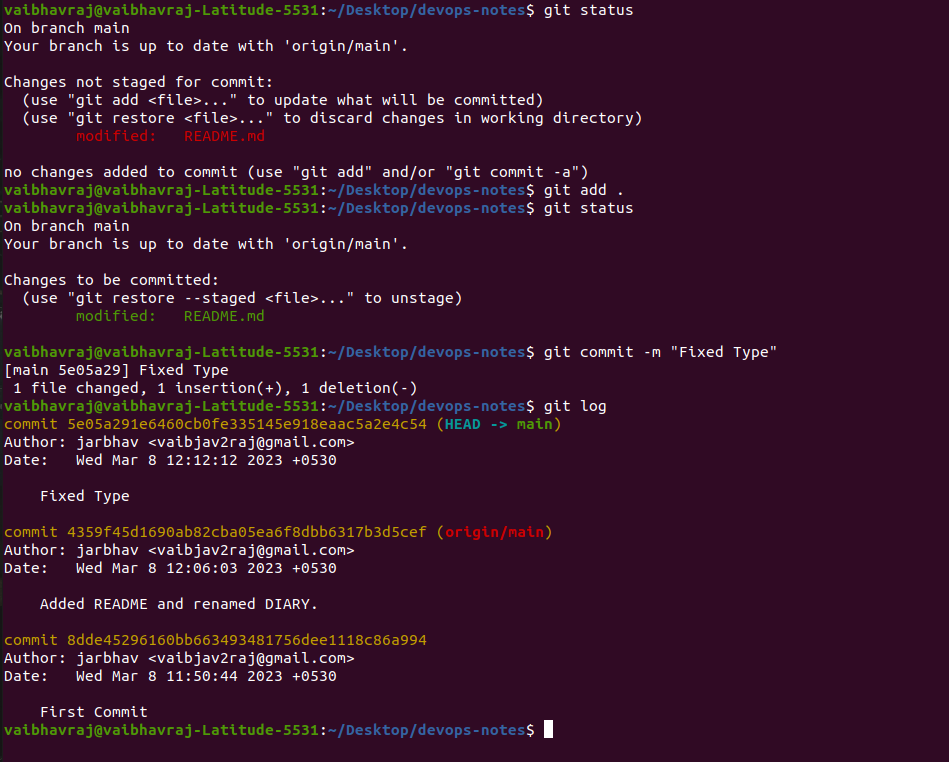 vaibhavraj@vaibhavraj-Latitude-5531:~/Desktop/devops-notes$ git status
On branch main
Your branch is up to date with 'origin/main'.
Changes not staged for commit:
  (use "git add <file>..." to update what will be committed)
  (use "git restore <file>..." to discard changes in working directory)
        modified:   README.md
no changes added to commit (use "git add" and/or "git commit -a")
vaibhavraj@vaibhavraj-Latitude-5531:~/Desktop/devops-notes$ git add .
vaibhavraj@vaibhavraj-Latitude-5531:~/Desktop/devops-notes$ git status
On branch main
Your branch is up to date with 'origin/main'.
Changes to be committed:
  (use "git restore --staged <file>..." to unstage)
        modified:   README.md
vaibhavraj@vaibhavraj-Latitude-5531:~/Desktop/devops-notes$ git commit -m "Fixed Type"
[main 5e05a29] Fixed Type
 1 file changed, 1 insertion(+), 1 deletion(-)
vaibhavraj@vaibhavraj-Latitude-5531:~/Desktop/devops-notes$ git log
commit 5e05a291e6460cb0fe335145e918eaac5a2e4c54 (HEAD -> main)
Author: jarbhav <vaibjav2raj@gmail.com>
Date:   Wed Mar 8 12:12:12 2023 +0530
    Fixed Type
commit 4359f45d1690ab82cba05ea6f8dbb6317b3d5cef (origin/main)
Author: jarbhav <vaibjav2raj@gmail.com>
Date:   Wed Mar 8 12:06:03 2023 +0530
    Added README and renamed DIARY.
commit 8dde45296160bb663493481756dee1118c86a994
Author: jarbhav <vaibjav2raj@gmail.com>
Date:   Wed Mar 8 11:50:44 2023 +0530
    First Commit
vaibhavraj@vaibhavraj-Latitude-5531:~/Desktop/devops-notes$